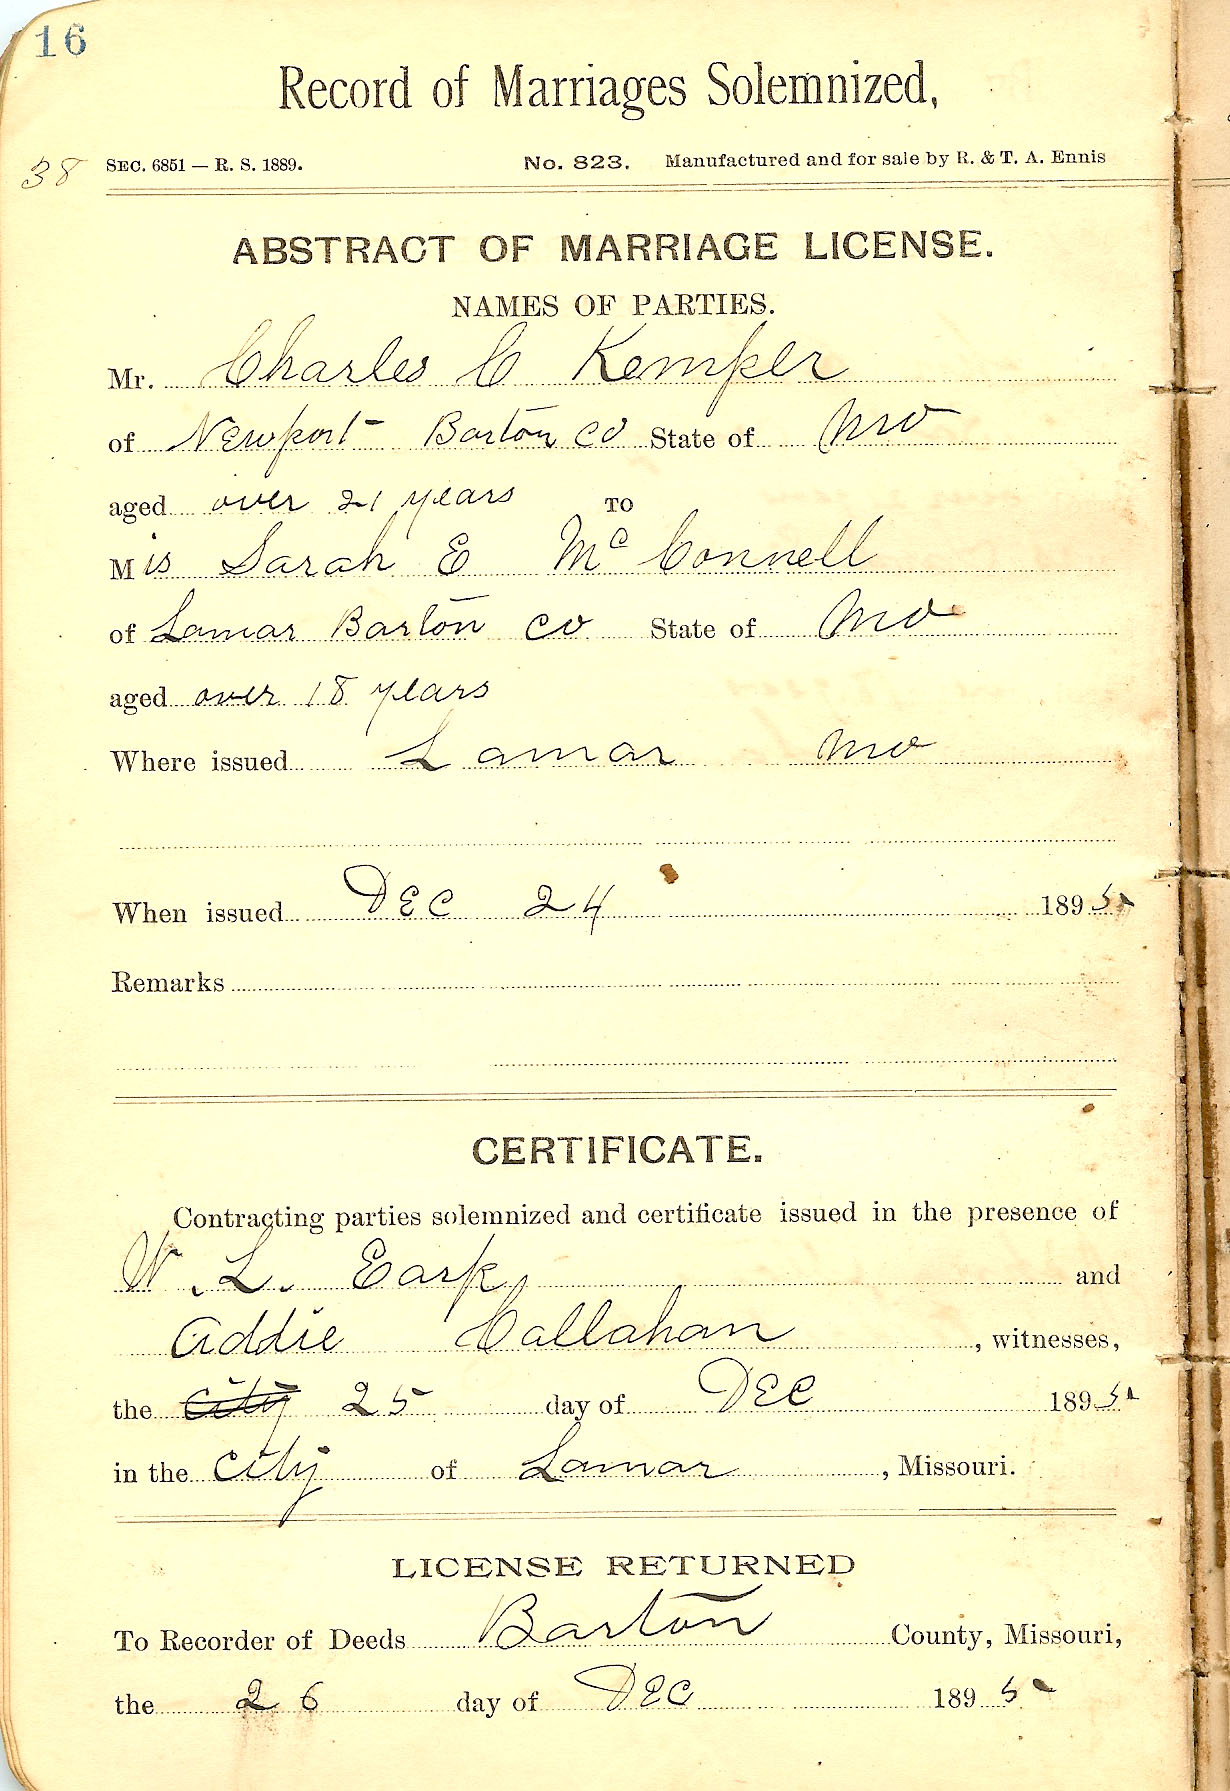 16
Record of Marriages Solemnized,
38 SEC. 6851 — R. S. 1889. No. 823. Manufactured and for sale by R. & T. A. Ennis
ABSTRACT OF MARRIAGE LICENSE.
NAMES OF PARTIES.
Mr. Charles C Kemper
of Newport Barton co State of Mo
aged over 21 years TO
Mis Sarah E McConnell
of Lamar Barton co State of Mo
aged over 18 years
Where issued Lamar Mo
When issued Dec 24 1895
Remarks
CERTIFICATE.
Contracting parties solemnized and certificate issued in the presence of
W. L. Earp and
Addie Callahan , witnesses,
the city 25 day of Dec 1895
in the city of Lamar , Missouri.
LICENSE RETURNED
To Recorder of Deeds Barton County, Missouri,
the 26 day of Dec 1895